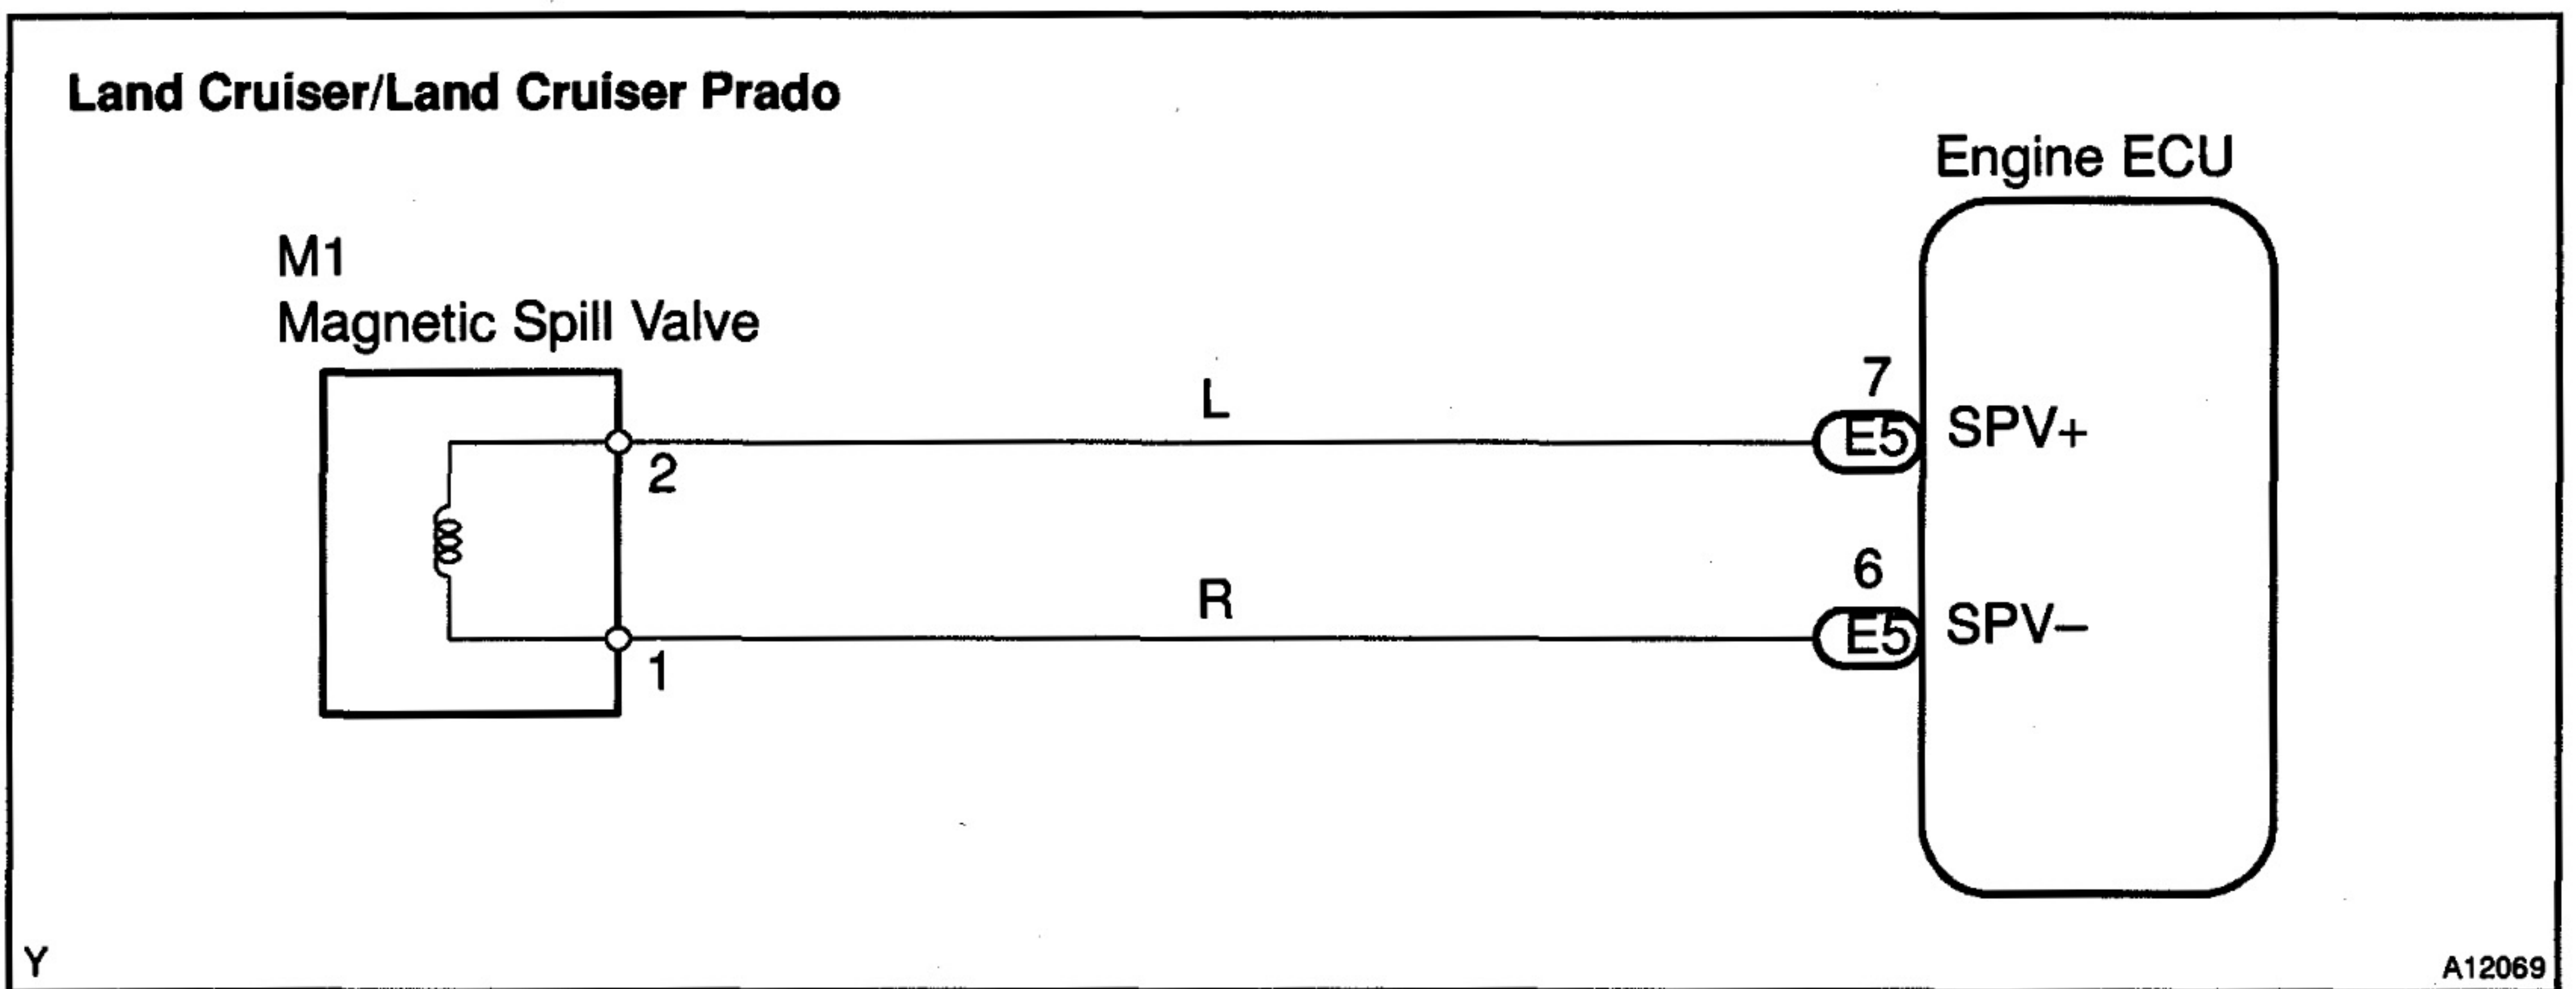 Land Cruiser/Land Cruiser Prado
Engine ECU
M1
Magnetic Spill Valve
7
L
E5
SPV+
2
6
R
E5
SPV–
1
Y
A12069